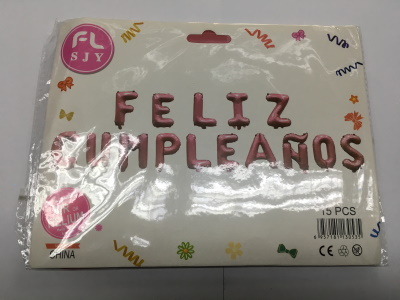 FL
SJY
FELIZ
CUMPLEAÑOS
15 PCS
CE
CHINA